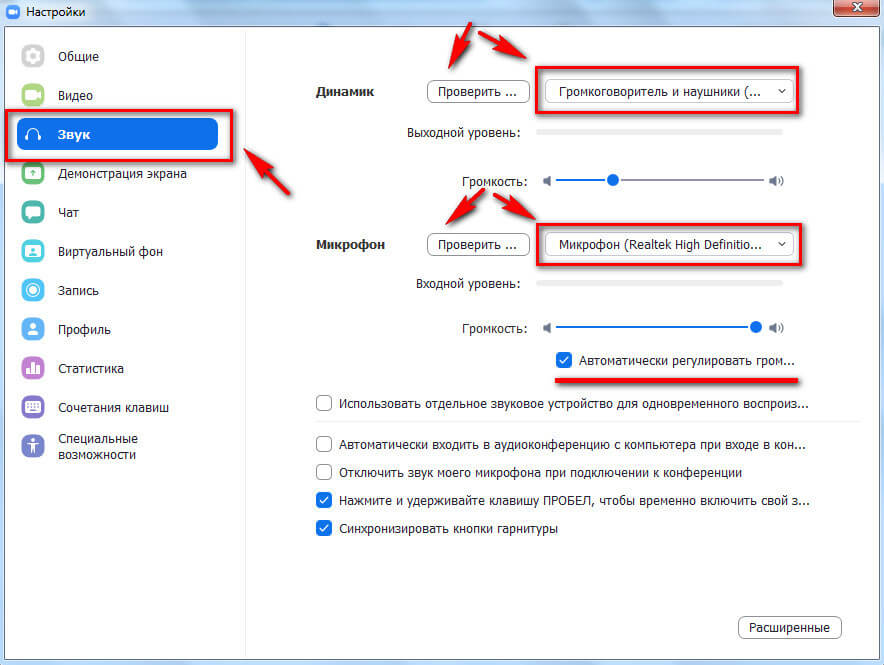 Настройки
Общие
Видео
Звук
Демонстрация экрана
Чат
Виртуальный фон
Запись
Профиль
Статистика
Сочетания клавиш
Специальные
возможности
Динамик
Проверить ...
Громкоговоритель и наушники (...
Выходной уровень:
Громкость:
Микрофон
Проверить ...
Микрофон (Realtek High Definitio...
Входной уровень:
Громкость:
Автоматически регулировать гром...
Использовать отдельное звуковое устройство для одновременного воспроиз...
Автоматически входить в аудиоконференцию с компьютера при входе в кон...
Отключить звук моего микрофона при подключении к конференции
Нажмите и удерживайте клавишу ПРОБЕЛ, чтобы временно включить свой з...
Синхронизировать кнопки гарнитуры
Расширенные